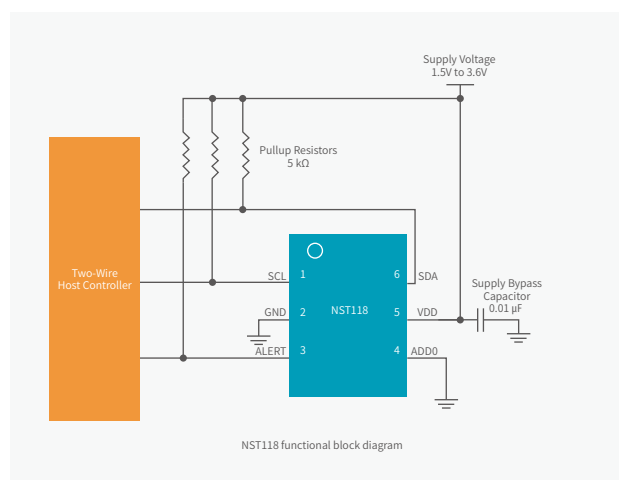 Supply Voltage
1.5V to 3.6V
Pullup Resistors
5 kΩ
Two-Wire
Host Controller
SCL
1
6
SDA
GND
2
NST118
5
VDD
ALERT
3
4
ADD0
Supply Bypass
Capacitor
0.01 µF
NST118 functional block diagram